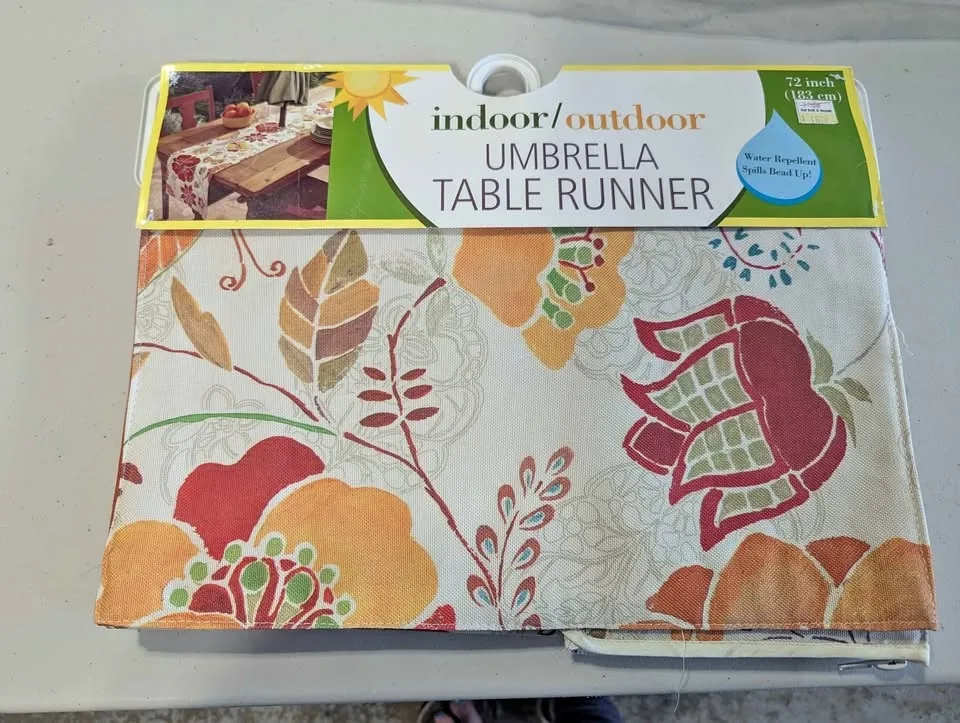 indoor/outdoor
UMBRELLA
TABLE RUNNER
72 inch
(183 cm)
Water Repellent
Spills Bead Up!